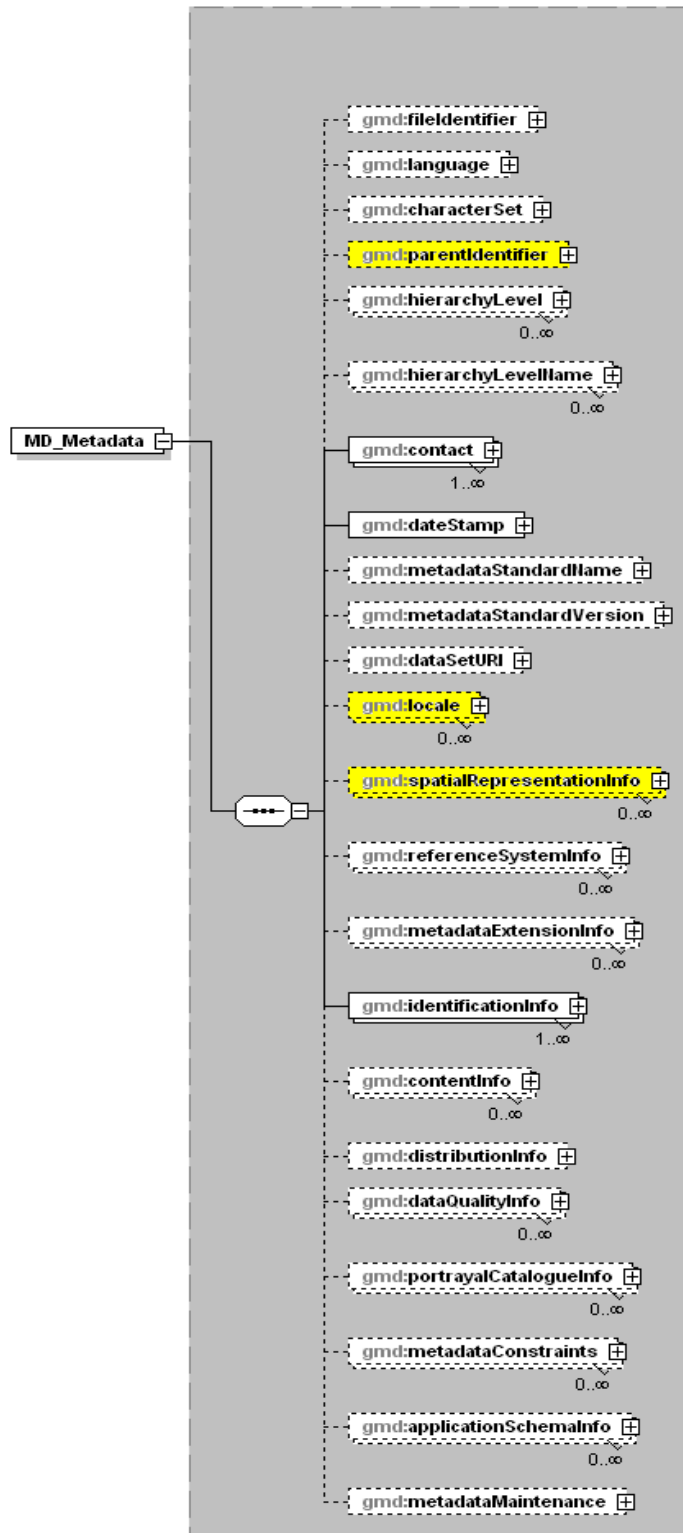 gmd:fileIdentifier
gmd:language
gmd:characterSet
gmd:parentIdentifier
gmd:hierarchyLevel
0..∞
gmd:hierarchyLevelName
0..∞
MD_Metadata
gmd:contact
1..∞
gmd:dateStamp
gmd:metadataStandardName
gmd:metadataStandardVersion
gmd:dataSetURI
gmd:locale
0..∞
gmd:spatialRepresentationInfo
0..∞
gmd:referenceSystemInfo
0..∞
gmd:metadataExtensionInfo
0..∞
gmd:identificationInfo
1..∞
gmd:contentInfo
0..∞
gmd:distributionInfo
gmd:dataQualityInfo
0..∞
gmd:portrayalCatalogueInfo
0..∞
gmd:metadataConstraints
0..∞
gmd:applicationSchemaInfo
0..∞
gmd:metadataMaintenance